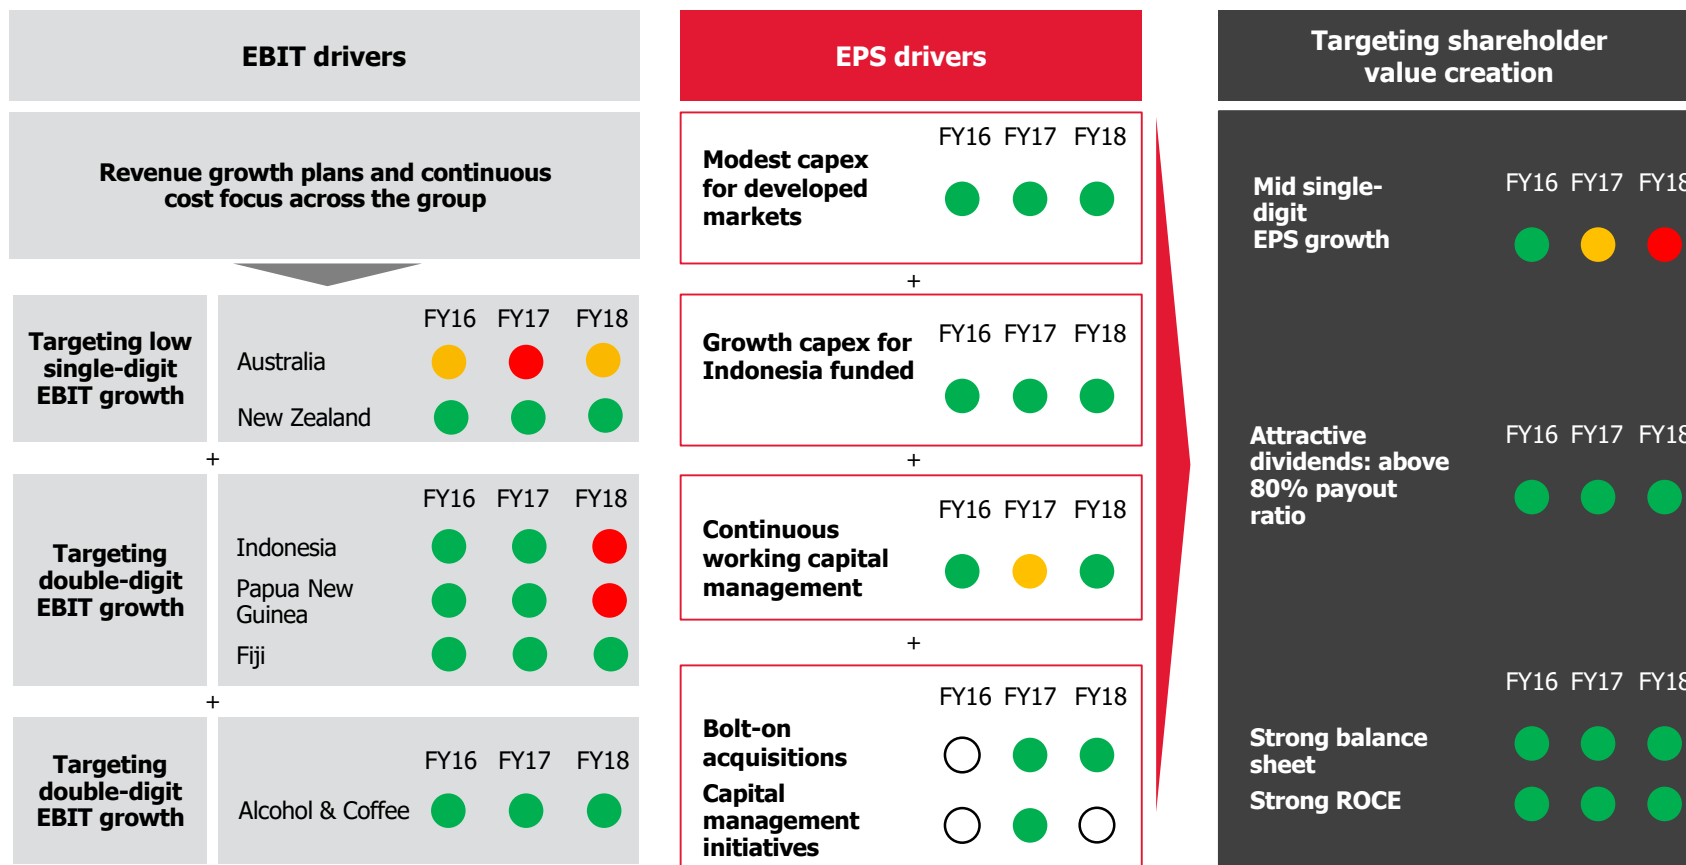 EBIT drivers
Revenue growth plans and continuous
cost focus across the group
Targeting low
single-digit
EBIT growth
FY16 FY17 FY18
Australia
New Zealand
+
Targeting
double-digit
EBIT growth
FY16 FY17 FY18
Indonesia
Papua New
Guinea
Fiji
+
Targeting
double-digit
EBIT growth
FY16 FY17 FY18
Alcohol & Coffee
EPS drivers
Modest capex
for developed
markets
FY16 FY17 FY18
+
Growth capex for
Indonesia funded
FY16 FY17 FY18
+
Continuous
working capital
management
FY16 FY17 FY18
+
FY16 FY17 FY18
Bolt-on
acquisitions
Capital
management
initiatives
Targeting shareholder
value creation
Mid single-
digit
EPS growth
FY16 FY17 FY18
Attractive
dividends: above
80% payout
ratio
FY16 FY17 FY18
FY16 FY17 FY18
Strong balance
sheet
Strong ROCE